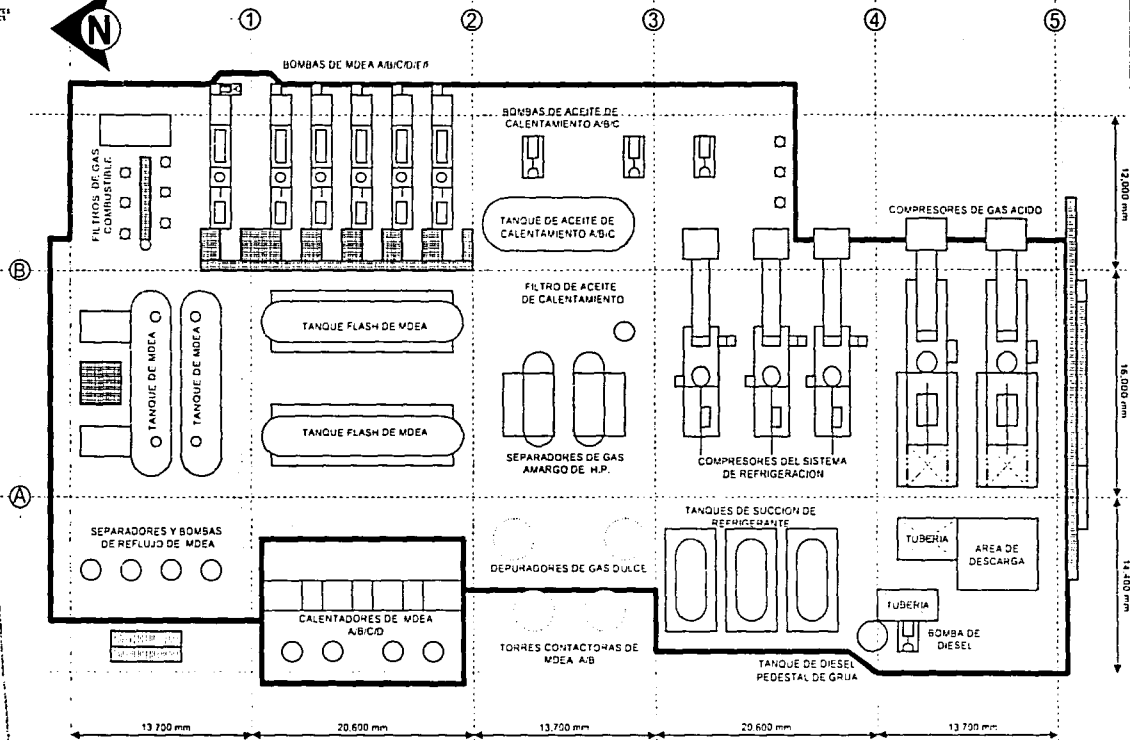 N
1
2
3
4
5
BOMBAS DE MDEA A/B/C/D/E/F
BOMBAS DE ACEITE DE
CALENTAMIENTO A/B/C
FILTROS DE GAS
COMBUSTIBLE
12,000 mm
TANQUE DE ACEITE DE
CALENTAMIENTO A/B/C
COMPRESORES DE GAS ACIDO
B
FILTRO DE ACEITE
DE CALENTAMIENTO
TANQUE FLASH DE MDEA
TANQUE DE MDEA
TANQUE DE MDEA
16,000 mm
TANQUE FLASH DE MDEA
SEPARADORES DE GAS
AMARGO DE H.P.
COMPRESORES DEL SISTEMA
DE REFRIGERACION
A
SEPARADORES Y BOMBAS
DE REFLUJO DE MDEA
TANQUES DE SUCCION DE
REFRIGERANTE
TUBERIA
AREA DE
DESCARGA
DEPURADORES DE GAS DULCE
14,400 mm
TUBERIA
CALENTADORES DE MDEA
A/B/C/D
TORRES CONTACTORAS DE
MDEA A/B
BOMBA DE
DIESEL
TANQUE DE DIESEL
PEDESTAL DE GRUA
13 700 mm
20,600 mm
13,700 mm
20,600 mm
13,700 mm